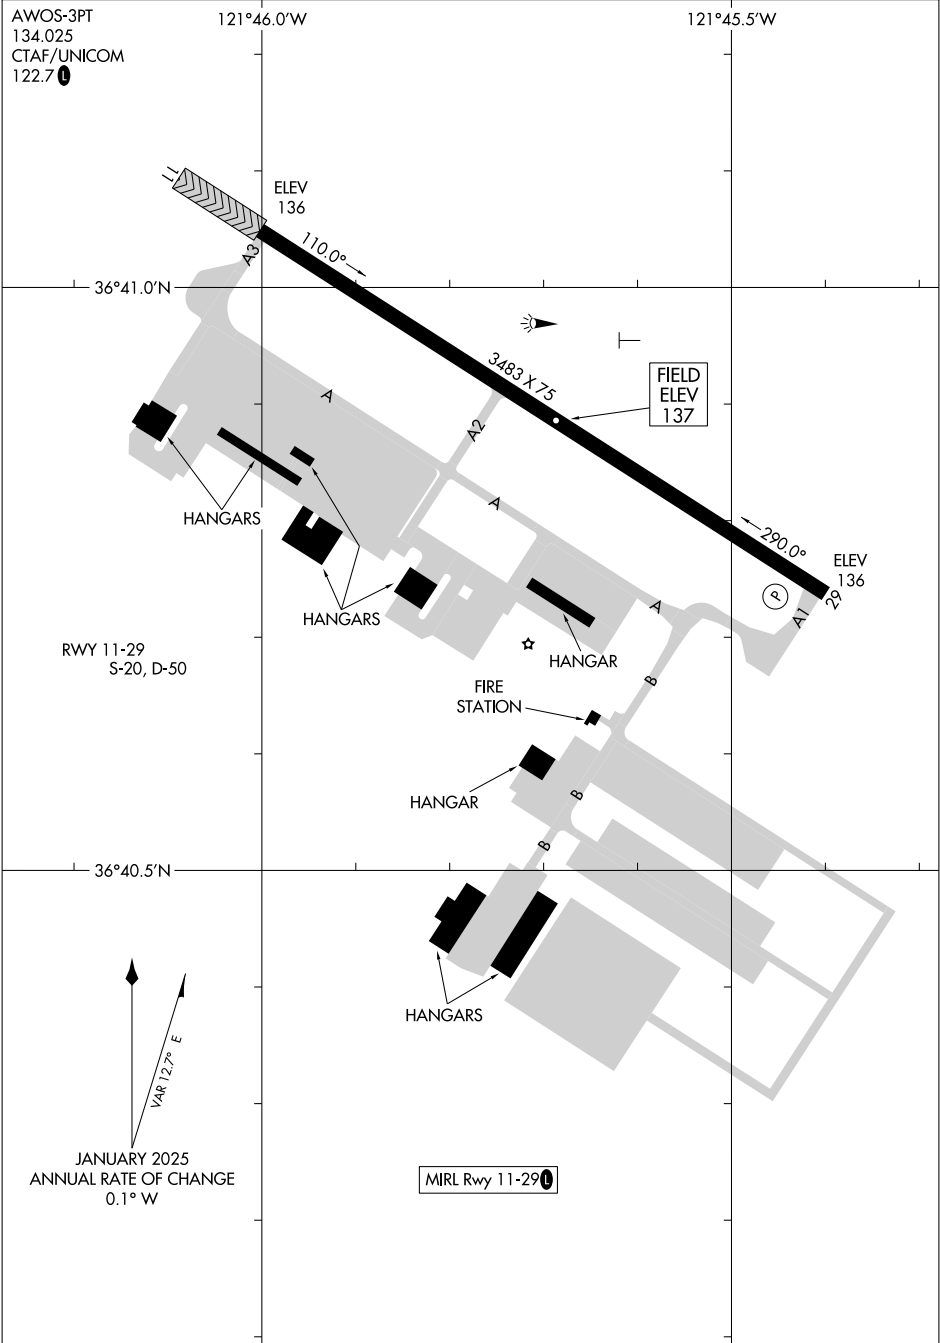 AWOS-3PT
134.025
CTAF/UNICOM
122.7 L
121°46.0'W
121°45.5'W
11
ELEV
136
A3
110.0°
36°41.0'N
3483 X 75
FIELD
ELEV
137
A
A2
HANGARS
A
290.0°
ELEV
136
P
29
A1
A
HANGARS
RWY 11-29
S-20, D-50
HANGAR
B
FIRE
STATION
HANGAR
B
B
36°40.5'N
HANGARS
VAR 12.7° E
JANUARY 2025
ANNUAL RATE OF CHANGE
0.1° W
MIRL Rwy 11-29 L